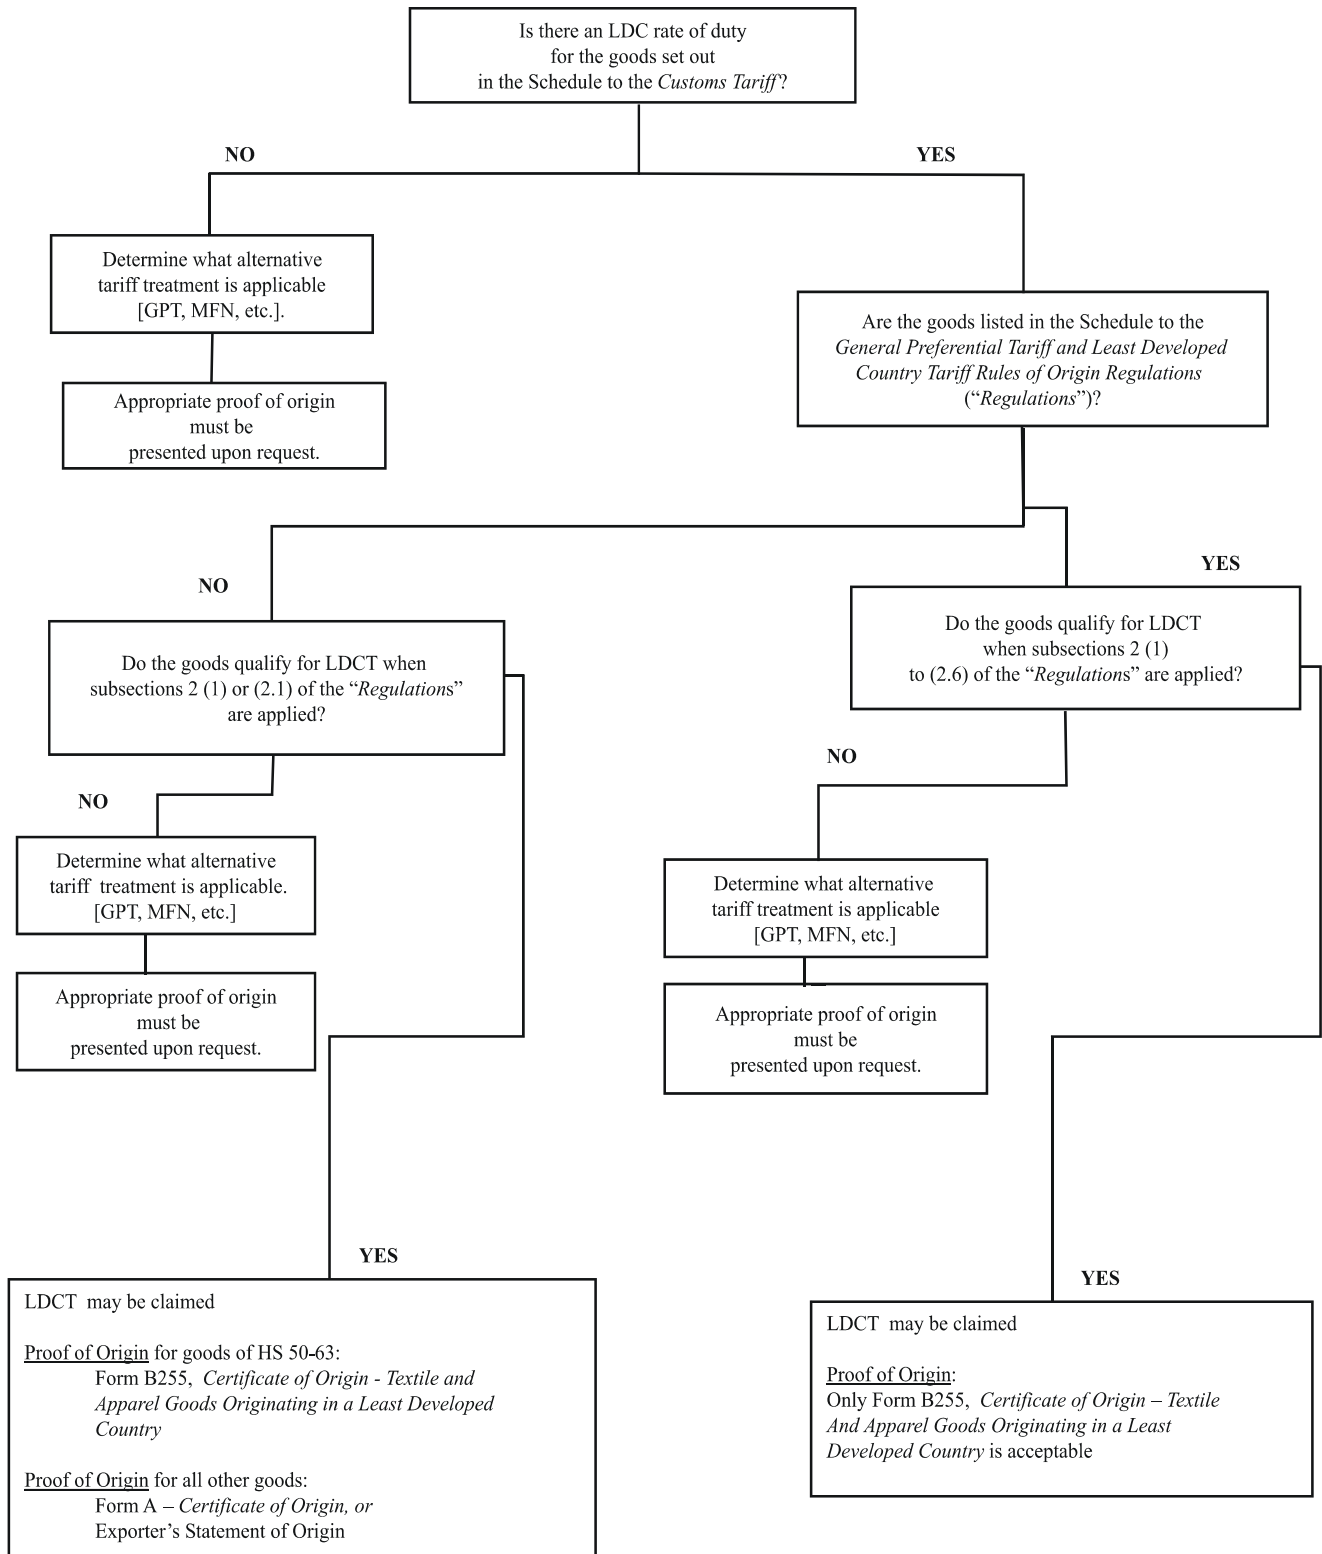 Is there an LDC rate of duty
for the goods set out
in the Schedule to the Customs Tariff?
NO
YES
Determine what alternative
tariff treatment is applicable
[GPT, MFN, etc.].
Appropriate proof of origin
must be
presented upon request.
Are the goods listed in the Schedule to the
General Preferential Tariff and Least Developed
Country Tariff Rules of Origin Regulations
(“Regulations”)?
NO
YES
Do the goods qualify for LDCT when
subsections 2 (1) or (2.1) of the “Regulations”
are applied?
Do the goods qualify for LDCT
when subsections 2 (1)
to (2.6) of the “Regulations” are applied?
NO
Determine what alternative
tariff treatment is applicable.
[GPT, MFN, etc.]
Appropriate proof of origin
must be
presented upon request.
NO
Determine what alternative
tariff treatment is applicable
[GPT, MFN, etc.]
Appropriate proof of origin
must be
presented upon request.
YES
LDCT may be claimed
Proof of Origin for goods of HS 50-63:
Form B255, Certificate of Origin - Textile and
Apparel Goods Originating in a Least Developed
Country
Proof of Origin for all other goods:
Form A – Certificate of Origin, or
Exporter’s Statement of Origin
YES
LDCT may be claimed
Proof of Origin:
Only Form B255, Certificate of Origin – Textile
And Apparel Goods Originating in a Least
Developed Country is acceptable